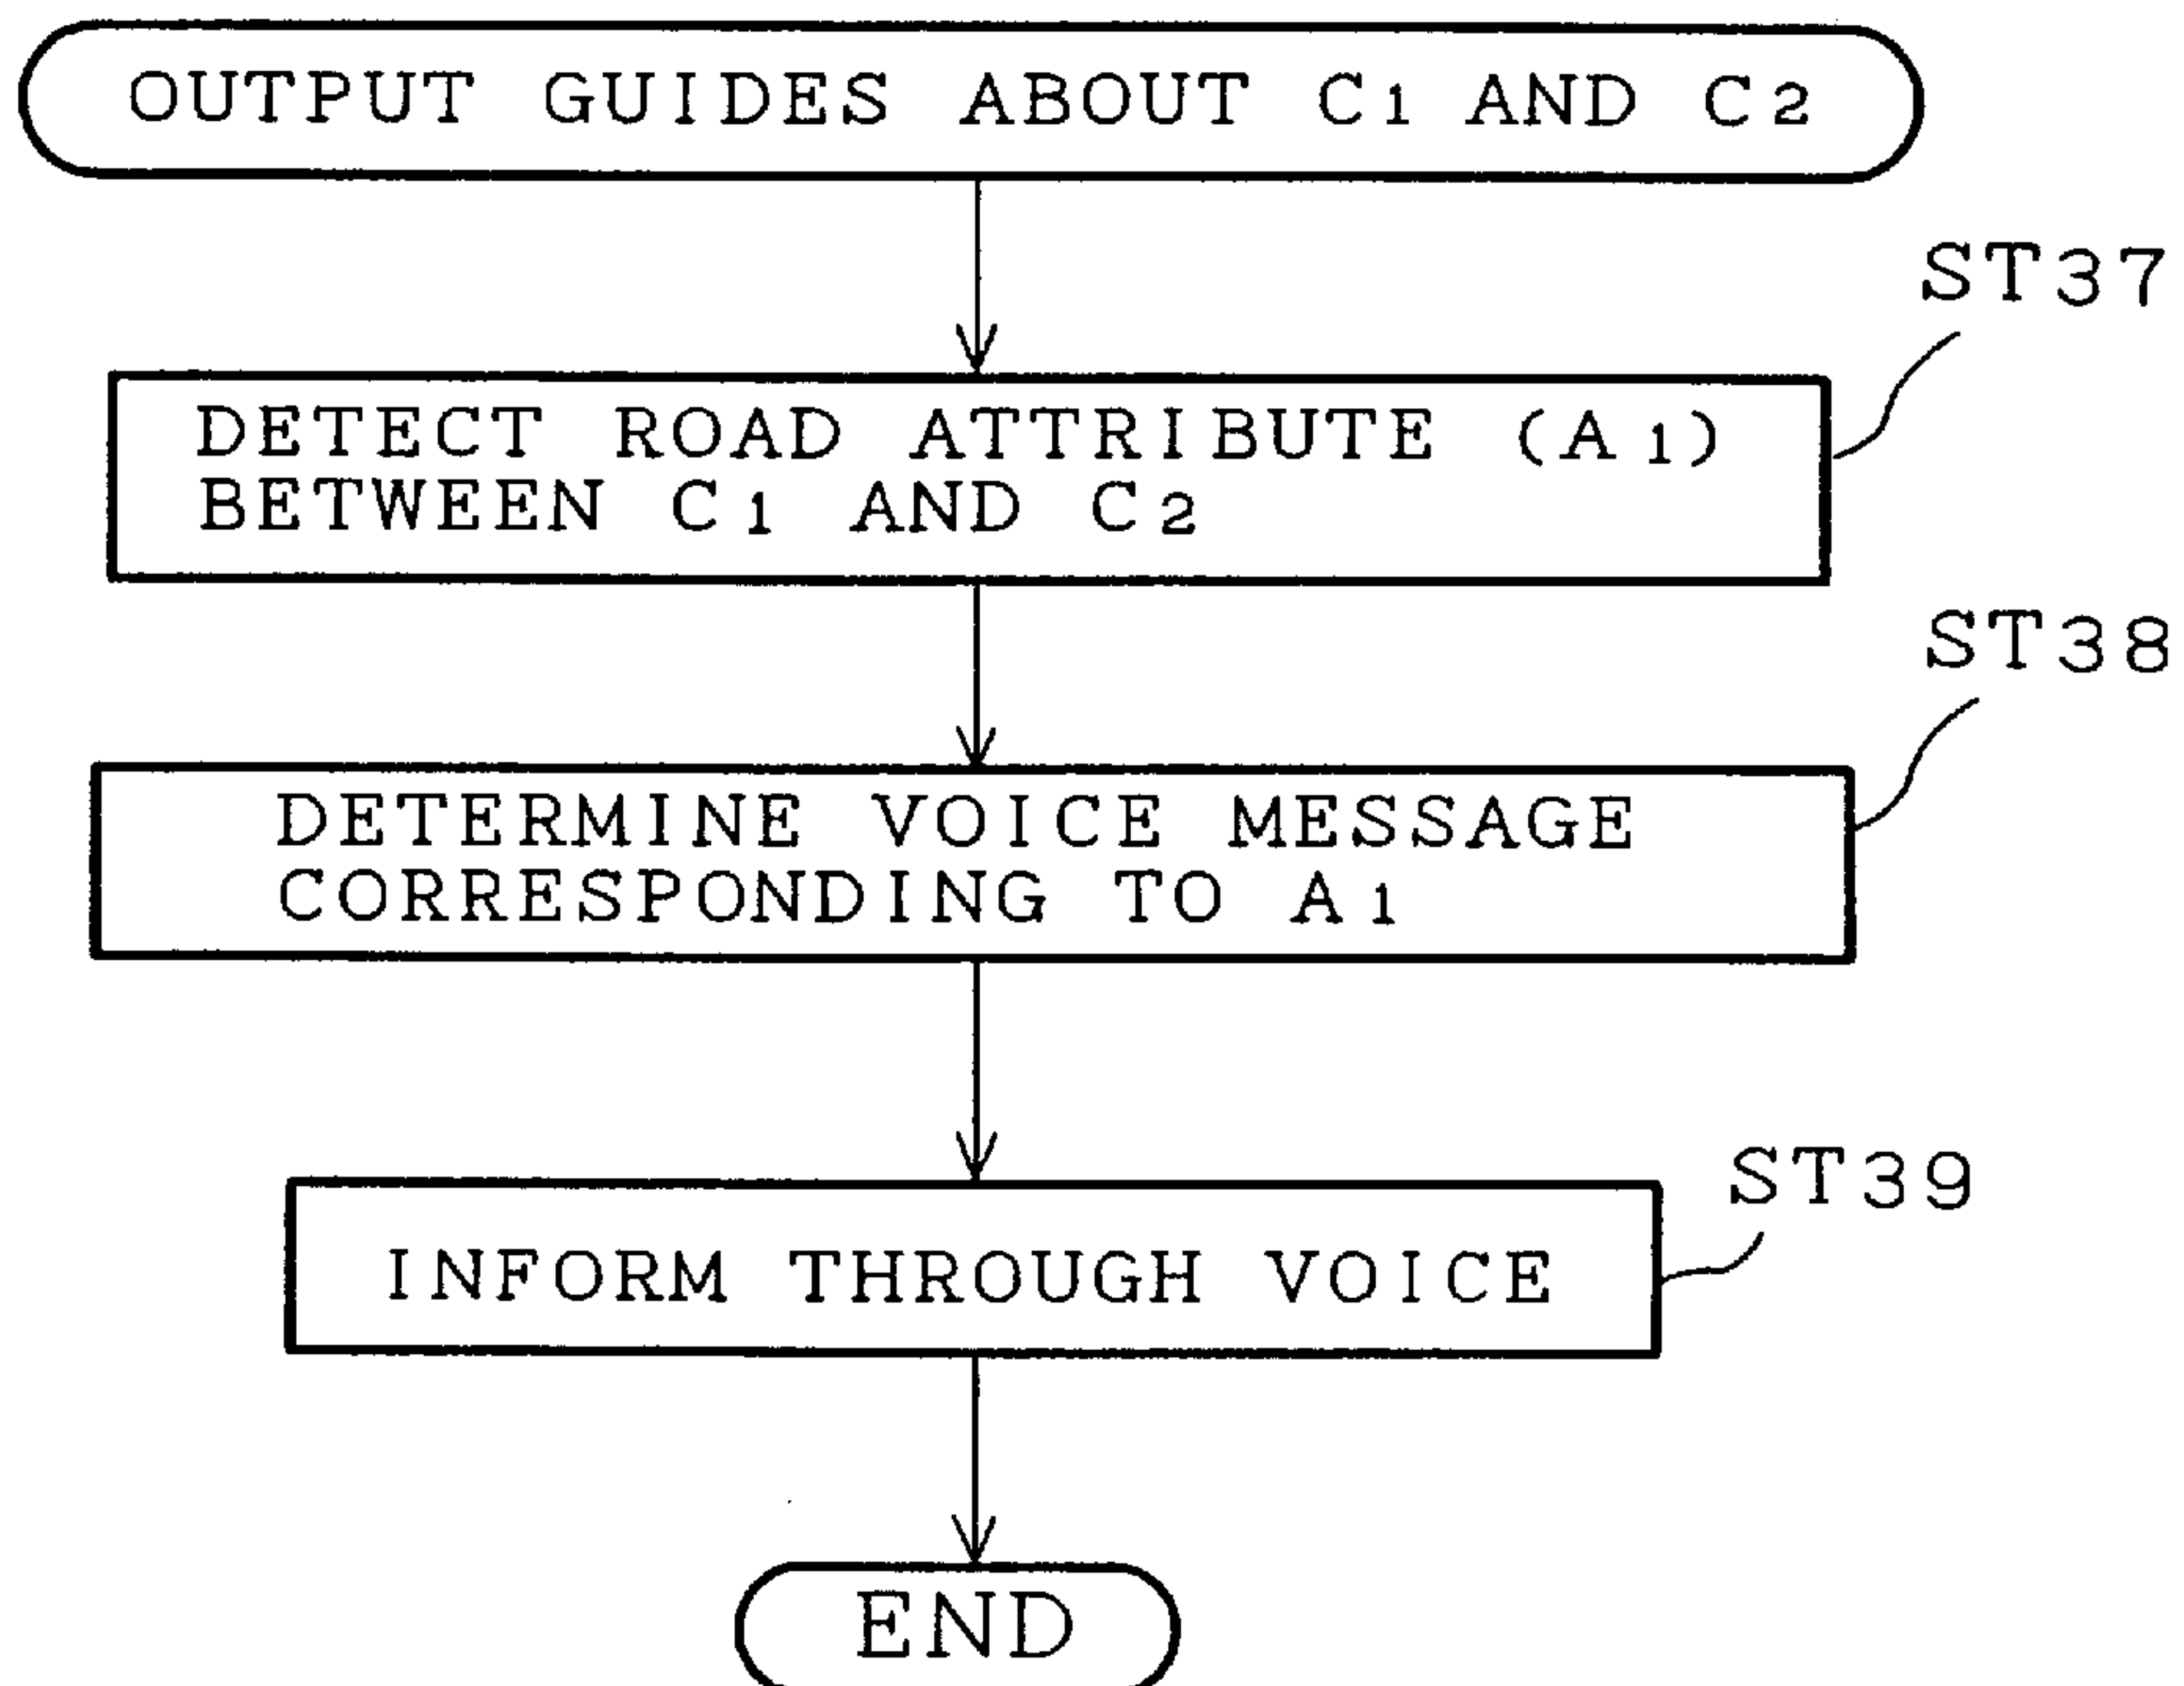 OUTPUT GUIDES ABOUT C1 AND C2
ST37
DETECT ROAD ATTRIBUTE (A1)
BETWEEN C1 AND C2
ST38
DETERMINE VOICE MESSAGE
CORRESPONDING TO A1
ST39
INFORM THROUGH VOICE
END